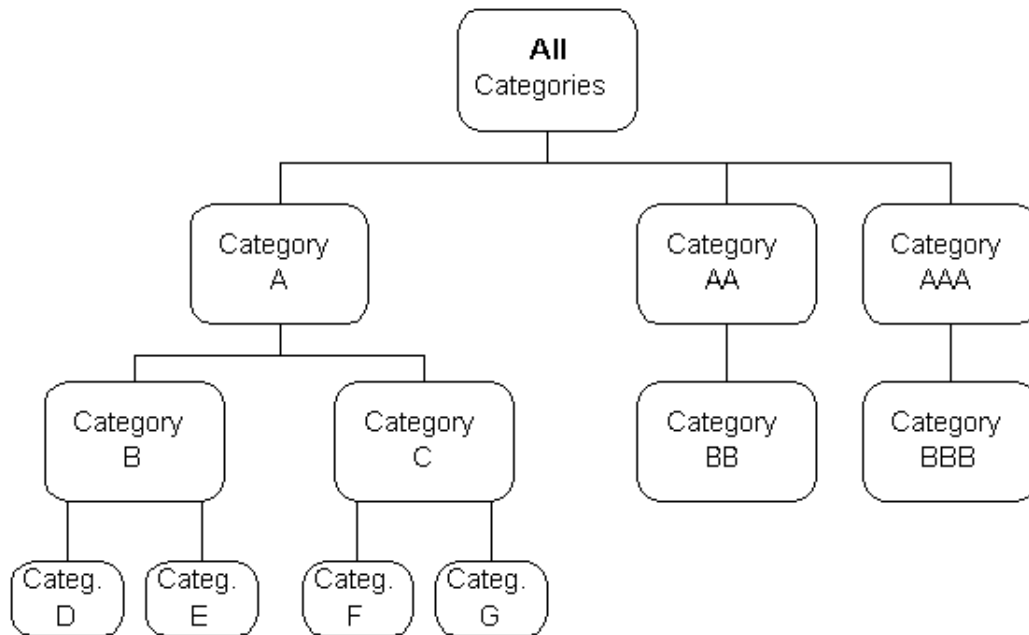 All
Categories
Category
A
Category
AA
Category
AAA
Category
B
Category
C
Category
BB
Category
BBB
Categ.
D
Categ.
E
Categ.
F
Categ.
G